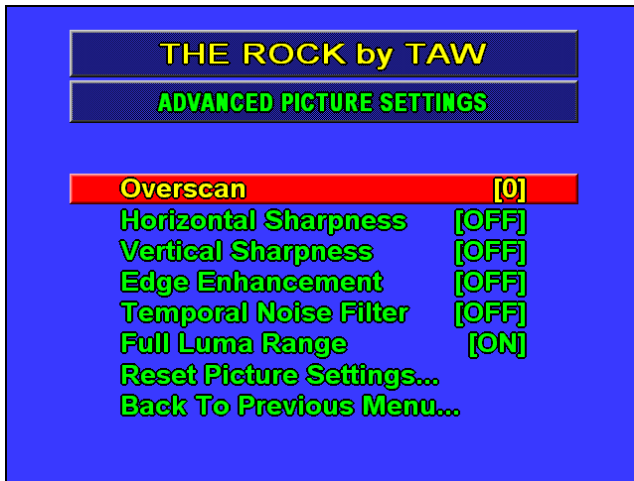 THE ROCK by TAW
ADVANCED PICTURE SETTINGS
Overscan [0]
Horizontal Sharpness [OFF]
Vertical Sharpness [OFF]
Edge Enhancement [OFF]
Temporal Noise Filter [OFF]
Full Luma Range [ON]
Reset Picture Settings...
Back To Previous Menu...